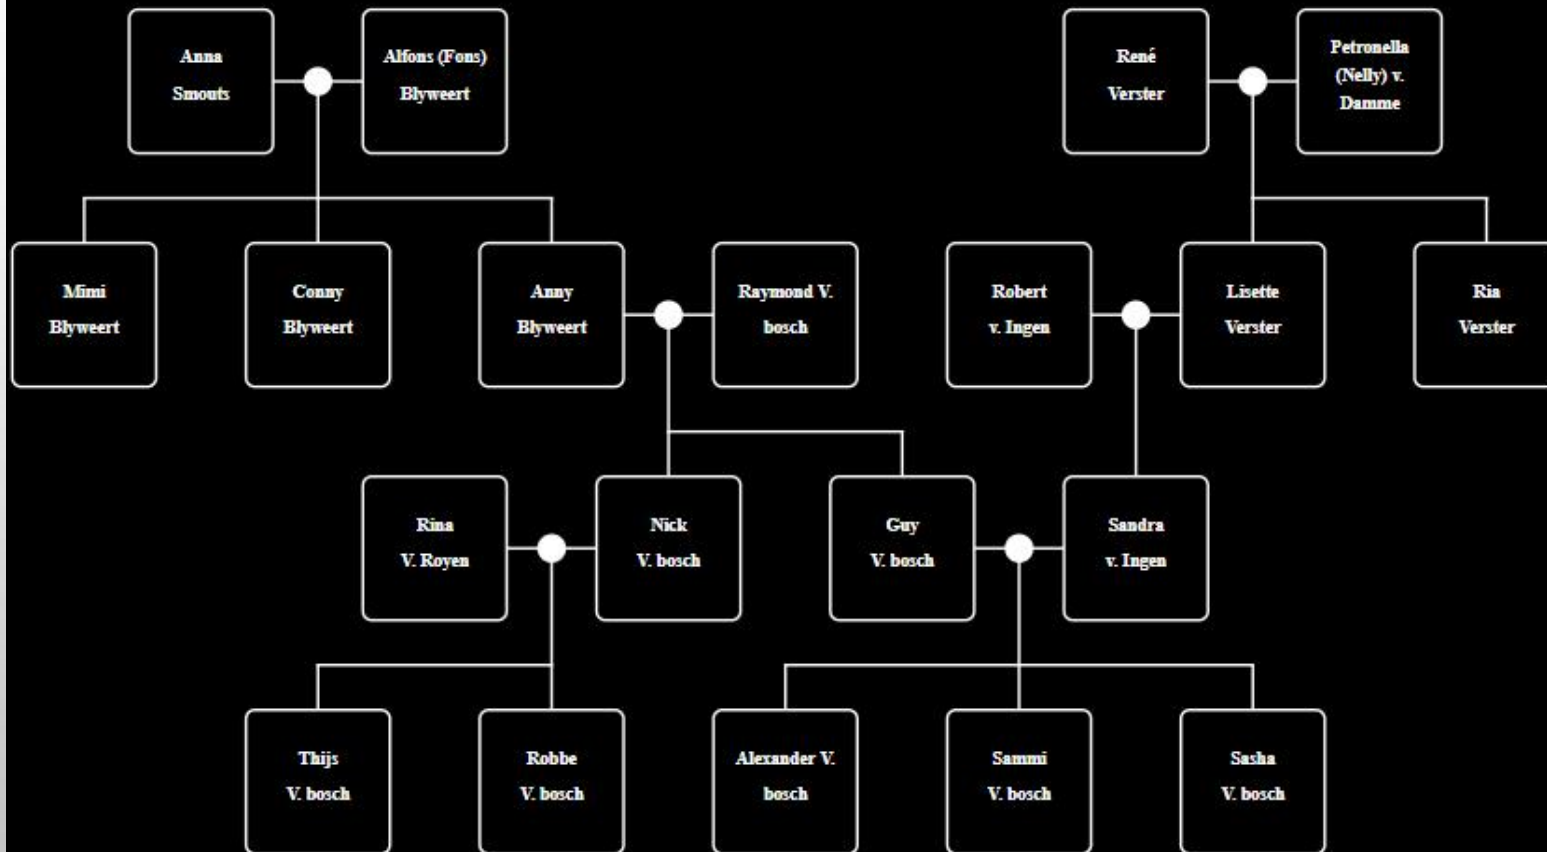 Anna
Smouts
Alfons (Fons)
Blyweert
René
Verster
Petronella
(Nelly) v.
Damme
Mimi
Blyweert
Conny
Blyweert
Anny
Blyweert
Raymond V.
bosch
Robert
v. Ingen
Lisette
Verster
Ria
Verster
Rina
V. Royen
Nick
V. bosch
Guy
V. bosch
Sandra
v. Ingen
Thijs
V. bosch
Robbe
V. bosch
Alexander V.
bosch
Sammi
V. bosch
Sasha
V. bosch